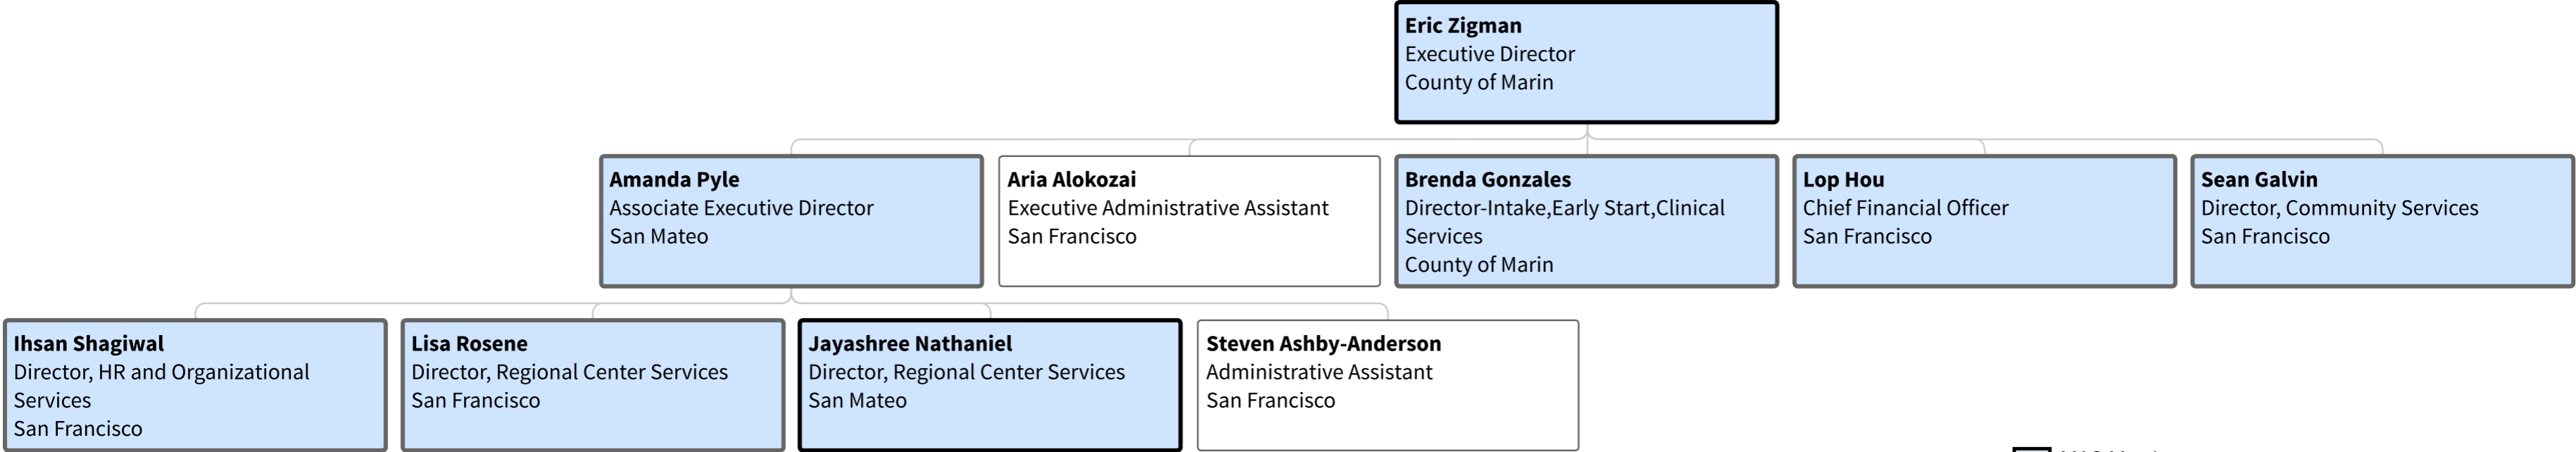 Eric Zigman
Executive Director
County of Marin
Amanda Pyle
Associate Executive Director
San Mateo
Aria Alokozai
Executive Administrative Assistant
San Francisco
Brenda Gonzales
Director-Intake,Early Start,Clinical
Services
County of Marin
Lop Hou
Chief Financial Officer
San Francisco
Sean Galvin
Director, Community Services
San Francisco
Ihsan Shagiwal
Director, HR and Organizational
Services
San Francisco
Lisa Rosene
Director, Regional Center Services
San Francisco
Jayashree Nathaniel
Director, Regional Center Services
San Mateo
Steven Ashby-Anderson
Administrative Assistant
San Francisco